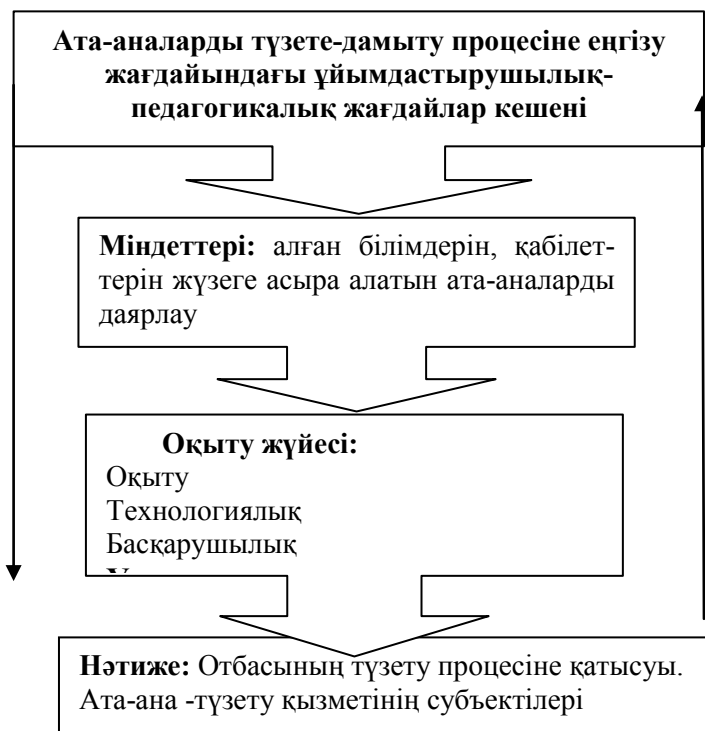 Ата-аналарды түзете-дамыту процесіне еңгізу
жағдайындағы ұйымдастырушылық-
педагогикалық жағдайлар кешені
Міндеттері: алған білімдерін, қабілет-
терін жүзеге асыра алатын ата-аналарды
даярлау
Оқыту жүйесі:
Оқыту
Технологиялық
Басқарушылық
Нәтиже: Отбасының түзету процесіне қатысуы.
Ата-ана -түзету қызметінің субъектілері